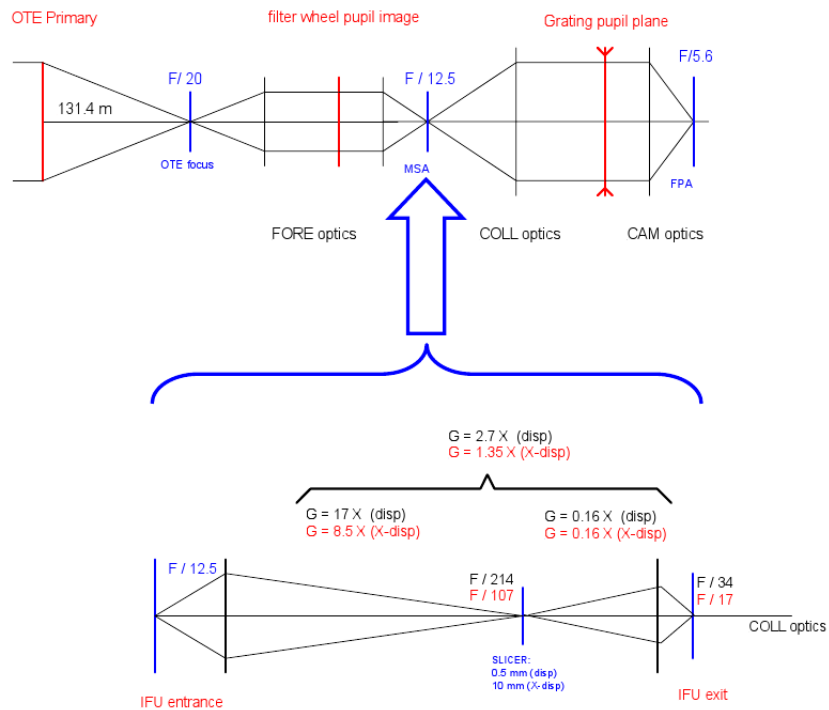 OTE Primary
filter wheel pupil image
Grating pupil plane
F/ 20
F / 12.5
F/5.6
131.4 m
OTE focus
MSA
FPA
FORE optics
COLL optics
CAM optics
G = 2.7 X (disp)
G = 1.35 X (X-disp)
G = 17 X (disp)
G = 8.5 X (X-disp)
G = 0.16 X (disp)
G = 0.16 X (X-disp)
F / 12.5
F / 214
F / 107
F / 34
F / 17
COLL optics
SLICER:
0.5 mm (disp)
10 mm (X-disp)
IFU entrance
IFU exit